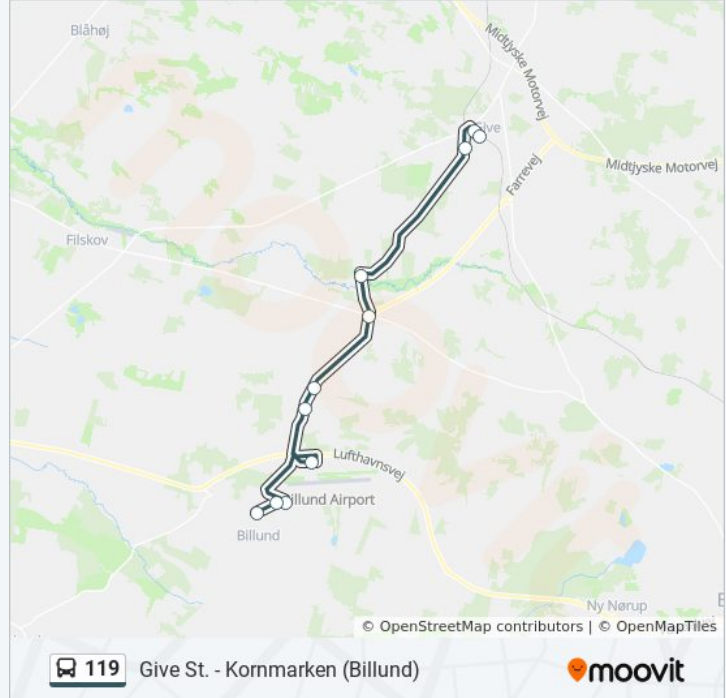 Blåhøj
Midtjyske Motorvej
Give
Midtjyske Motorvej
Farrevej
Filskov
Lufthavnsvej
Billund Airport
Billund
Ny Nørup
© OpenStreetMap contributors | © OpenMapTiles
119 Give St. - Kornmarken (Billund)
moovit